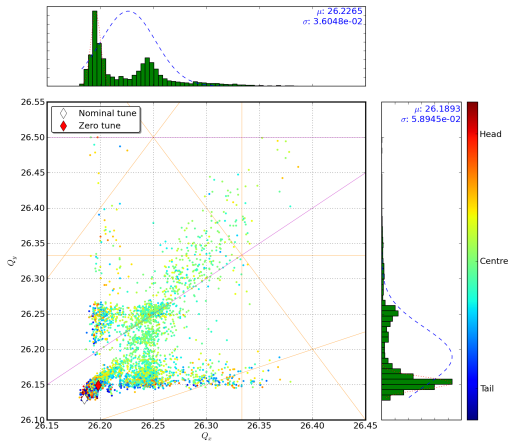 μ: 26.2265
σ: 3.6048e-02
26.55
26.50
26.45
26.40
26.35
26.30
26.25
26.20
26.15
26.10
Q_y
Nominal tune
Zero tune
26.15
26.20
26.25
26.30
26.35
26.40
26.45
Q_x
μ: 26.1893
σ: 5.8945e-02
Head
Centre
Tail